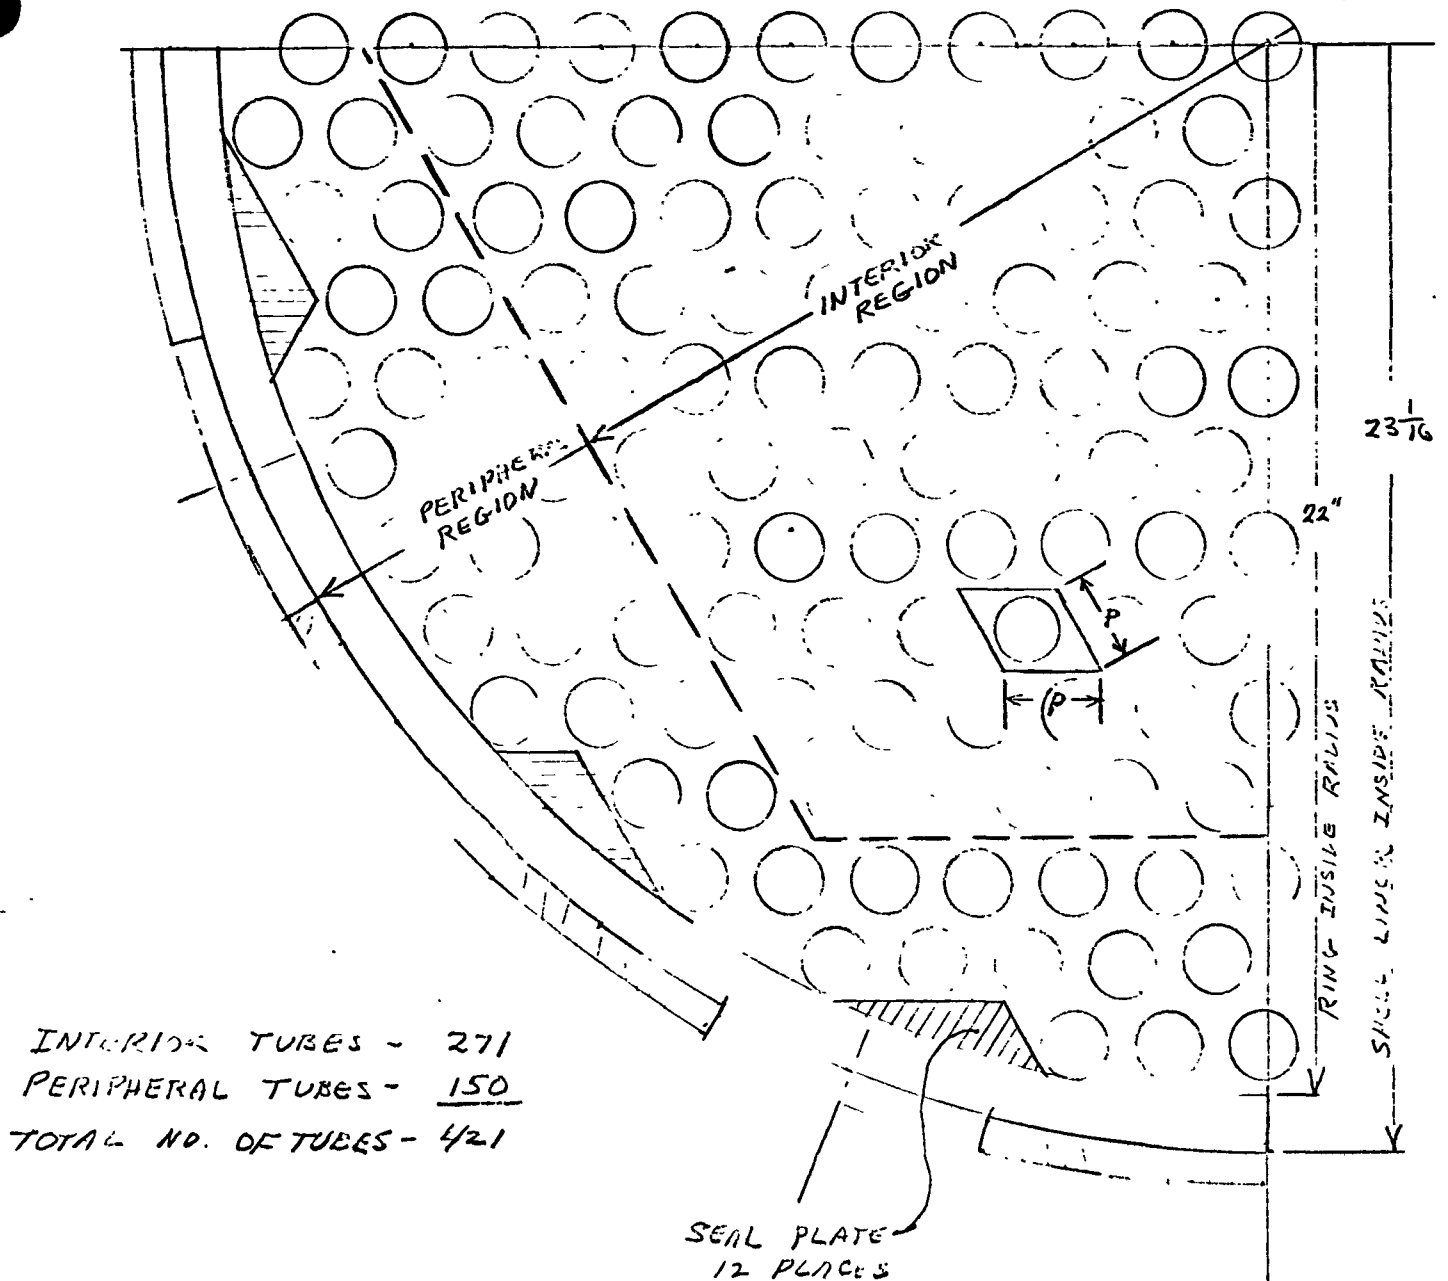 INTERIOR
REGION
PERIPHERAL
REGION
23 1/16
22"
P
P
RING INSIDE RADIUS
SHELL LINER INSIDE RADIUS
INTERIOR TUBES - 271
PERIPHERAL TUBES - 150
TOTAL NO. OF TUBES - 421
SEAL PLATE
12 PLACES